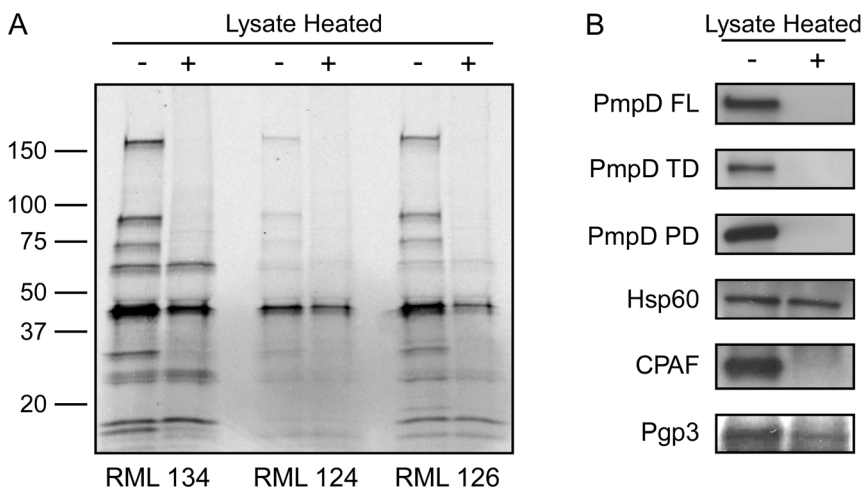 A
Lysate Heated
- + - + - +
150
100
75
50
37
20
RML 134 RML 124 RML 126
B
Lysate Heated
- +
PmpD FL
PmpD TD
PmpD PD
Hsp60
CPAF
Pgp3